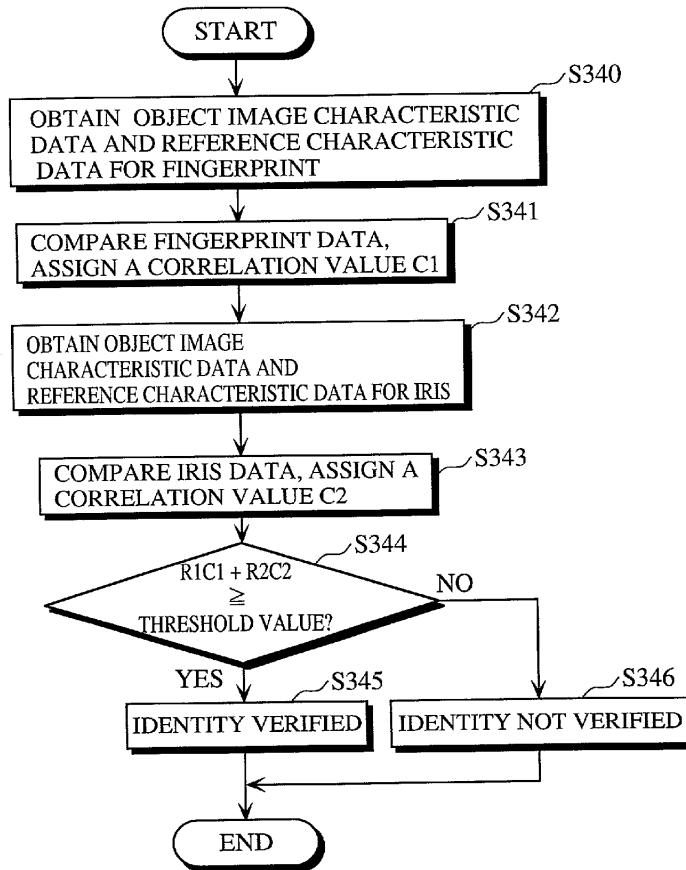 START
S340
OBTAIN OBJECT IMAGE CHARACTERISTIC
DATA AND REFERENCE CHARACTERISTIC
DATA FOR FINGERPRINT
S341
COMPARE FINGERPRINT DATA,
ASSIGN A CORRELATION VALUE C1
S342
OBTAIN OBJECT IMAGE
CHARACTERISTIC DATA AND
REFERENCE CHARACTERISTIC DATA FOR IRIS
S343
COMPARE IRIS DATA, ASSIGN A
CORRELATION VALUE C2
S344
R1C1 + R2C2
≧
THRESHOLD VALUE?
NO
YES
S345
IDENTITY VERIFIED
S346
IDENTITY NOT VERIFIED
END